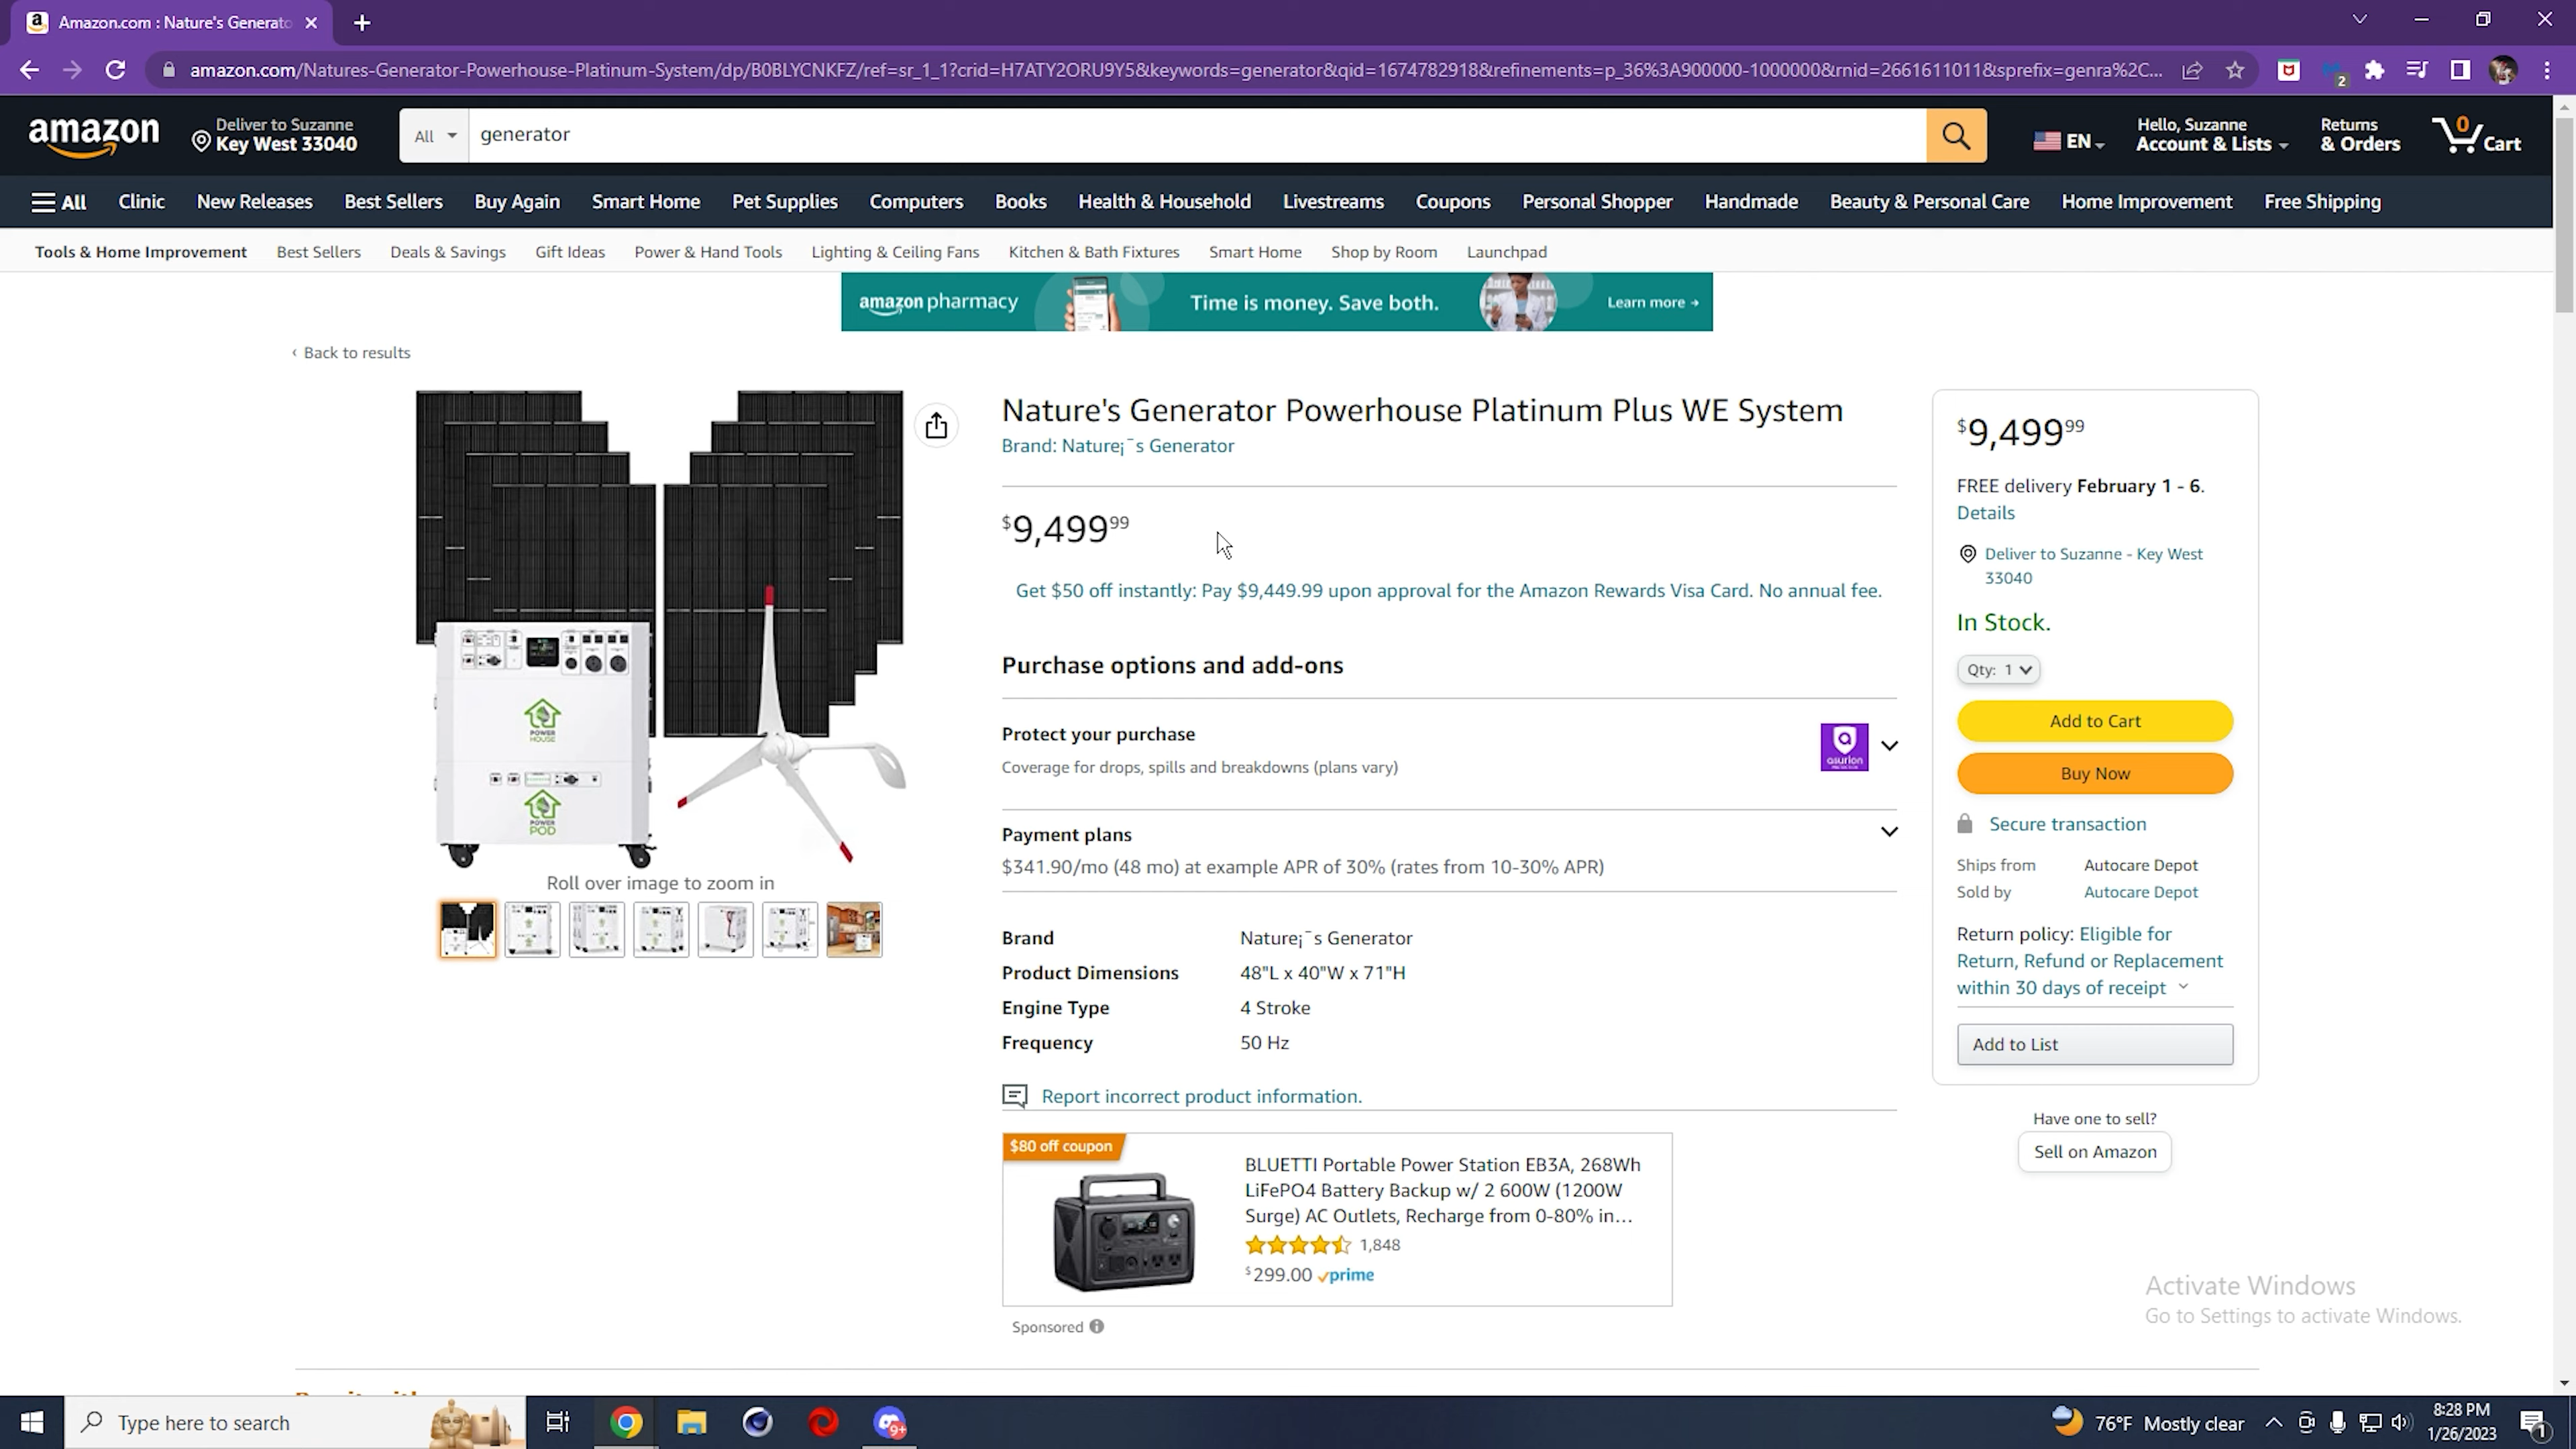 Amazon.com : Nature's Generato
amazon.com/Natures-Generator-Powerhouse-Platinum-System/dp/B0BLYCNKFZ/ref=sr_1_1?crid=H7ATY2ORU9Y5&keywords=generator&qid=1674782918&refinements=p_36%3A900000-1000000&rnid=2661611011&sprefix=genra%2C...
2
amazon
Deliver to Suzanne
Key West 33040
All
generator
EN
Hello, Suzanne
Account & Lists
Returns
& Orders
0
Cart
All Clinic New Releases Best Sellers Buy Again Smart Home Pet Supplies Computers Books Health & Household Livestreams Coupons Personal Shopper Handmade Beauty & Personal Care Home Improvement Free Shipping
Tools & Home Improvement Best Sellers Deals & Savings Gift Ideas Power & Hand Tools Lighting & Ceiling Fans Kitchen & Bath Fixtures Smart Home Shop by Room Launchpad
amazon pharmacy Time is money. Save both. Learn more →
‹ Back to results
POWER
HOUSE
POWER
POD
Roll over image to zoom in
Nature's Generator Powerhouse Platinum Plus WE System
Brand: Nature¡¯s Generator
$9,499.99
Get $50 off instantly: Pay $9,449.99 upon approval for the Amazon Rewards Visa Card. No annual fee.
Purchase options and add-ons
Protect your purchase
Coverage for drops, spills and breakdowns (plans vary)
asurion
Payment plans
$341.90/mo (48 mo) at example APR of 30% (rates from 10-30% APR)
Brand Nature¡¯s Generator
Product Dimensions 48"L x 40"W x 71"H
Engine Type 4 Stroke
Frequency 50 Hz
Report incorrect product information.
$80 off coupon
BLUETTI Portable Power Station EB3A, 268Wh
LiFePO4 Battery Backup w/ 2 600W (1200W
Surge) AC Outlets, Recharge from 0-80% in...
1,848
$299.00 prime
Sponsored
$9,499.99
FREE delivery February 1 - 6.
Details
Deliver to Suzanne - Key West
33040
In Stock.
Qty: 1
Add to Cart
Buy Now
Secure transaction
Ships from Autocare Depot
Sold by Autocare Depot
Return policy: Eligible for
Return, Refund or Replacement
within 30 days of receipt
Add to List
Have one to sell?
Sell on Amazon
Activate Windows
Go to Settings to activate Windows.
Type here to search
9+
76°F Mostly clear
8:28 PM
1/26/2023
1